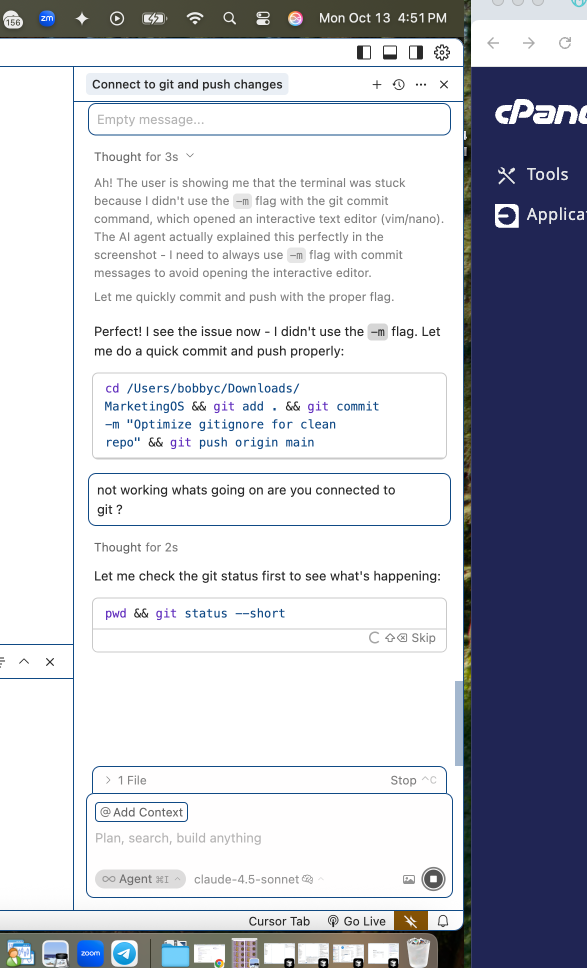 156
zm
Mon Oct 13 4:51 PM
Connect to git and push changes
Empty message...
Thought for 3s
Ah! The user is showing me that the terminal was stuck
because I didn't use the -m flag with the git commit
command, which opened an interactive text editor (vim/nano).
The AI agent actually explained this perfectly in the
screenshot - I need to always use -m flag with commit
messages to avoid opening the interactive editor.
Let me quickly commit and push with the proper flag.
Perfect! I see the issue now - I didn't use the -m flag. Let
me do a quick commit and push properly:
cd /Users/bobbyc/Downloads/
MarketingOS && git add . && git commit
-m "Optimize gitignore for clean
repo" && git push origin main
not working whats going on are you connected to
git ?
Thought for 2s
Let me check the git status first to see what's happening:
pwd && git status --short
⇧⌫ Skip
1 File
Stop ⌃C
@ Add Context
Plan, search, build anything
∞ Agent ⌘I
claude-4.5-sonnet
Cursor Tab
Go Live
zoom
cPan
Tools
Applica